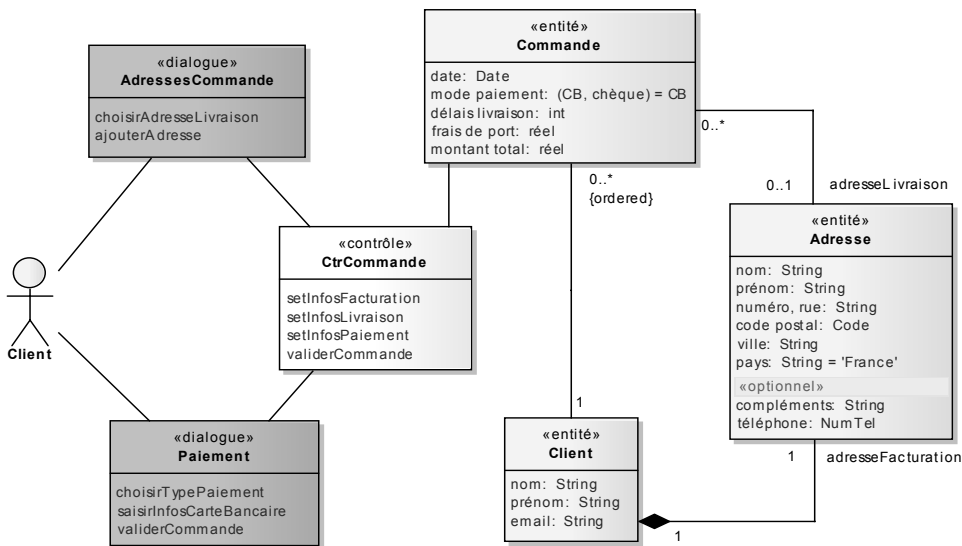 «dialogue»
AdressesCommande
choisirAdresseLivraison
ajouterAdresse
«entité»
Commande
date: Date
mode paiement: (CB, chèque) = CB
délais livraison: int
frais de port: réel
montant total: réel
0..*
0..*
{ordered}
0..1
adresseLivraison
«contrôle»
CtrCommande
setInfosFacturation
setInfosLivraison
setInfosPaiement
validerCommande
«entité»
Adresse
nom: String
prénom: String
numéro, rue: String
code postal: Code
ville: String
pays: String = 'France'
«optionnel»
compléments: String
téléphone: NumTel
Client
1
1
adresseFacturation
«dialogue»
Paiement
choisirTypePaiement
saisirInfosCarteBancaire
validerCommande
«entité»
Client
nom: String
prénom: String
email: String
1